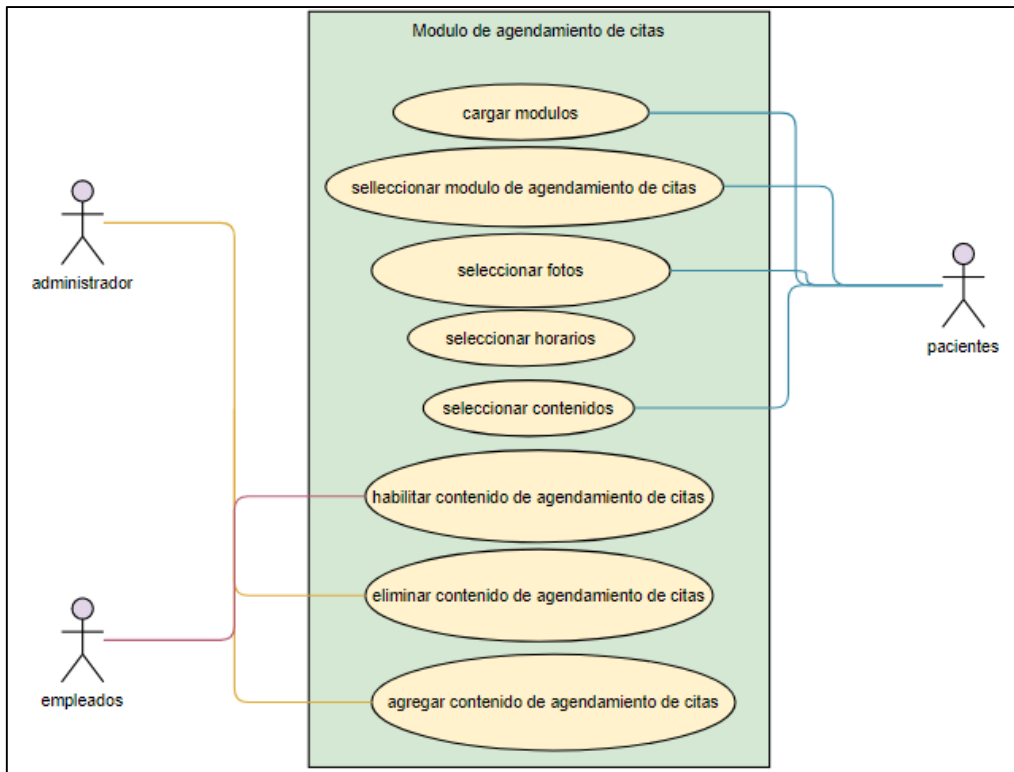 Modulo de agendamiento de citas
cargar modulos
selleccionar modulo de agendamiento de citas
administrador
seleccionar fotos
seleccionar horarios
pacientes
seleccionar contenidos
habilitar contenido de agendamiento de citas
eliminar contenido de agendamiento de citas
empleados
agregar contenido de agendamiento de citas